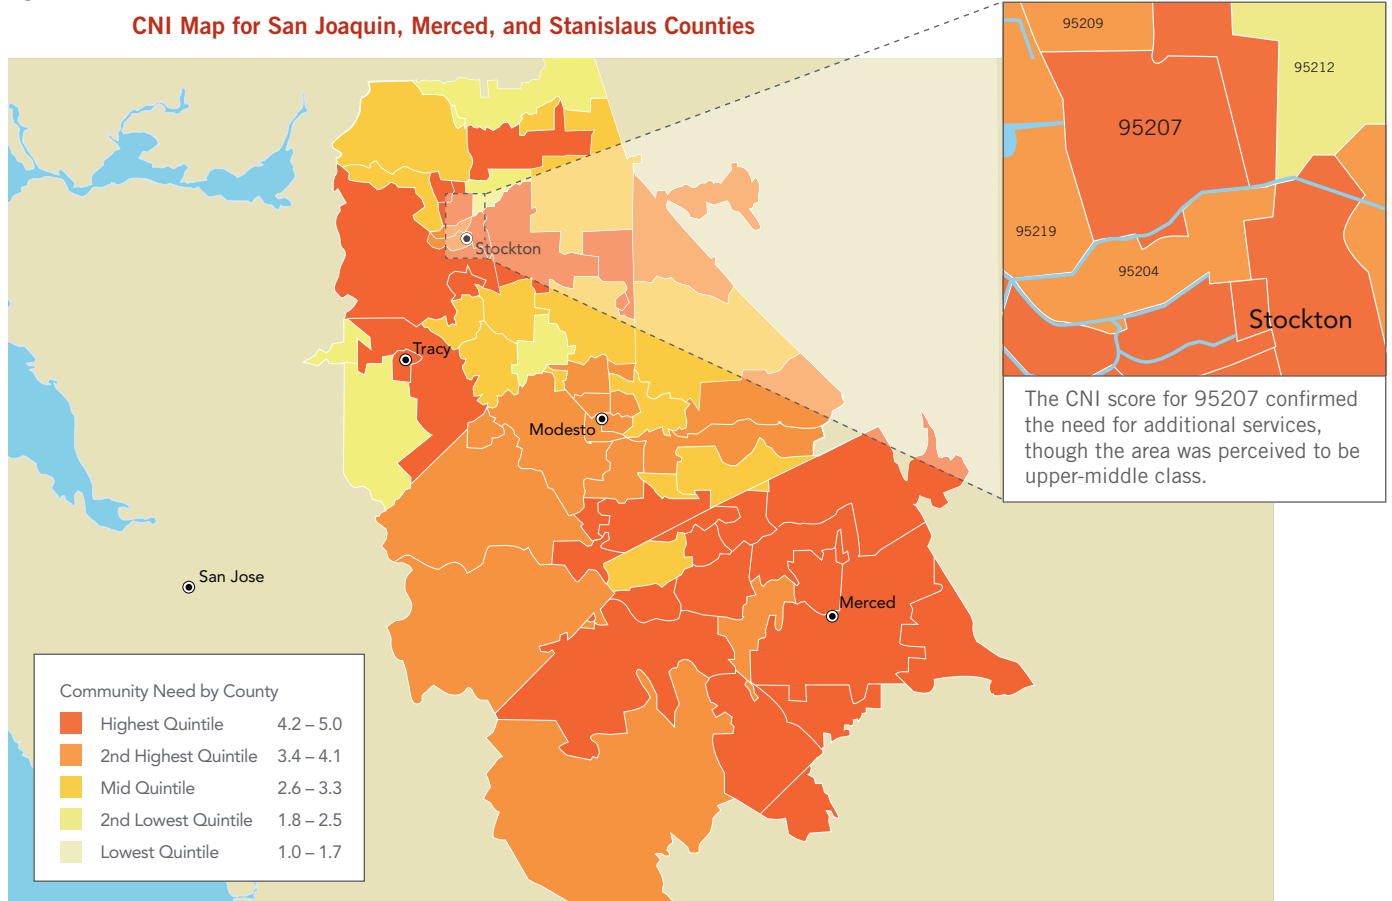 CNI Map for San Joaquin, Merced, and Stanislaus Counties
95209
95212
95207
95219
95204
Stockton
The CNI score for 95207 confirmed
the need for additional services,
though the area was perceived to be
upper-middle class.
Stockton
Tracy
Modesto
San Jose
Merced
Community Need by County
Highest Quintile 4.2 – 5.0
2nd Highest Quintile 3.4 – 4.1
Mid Quintile 2.6 – 3.3
2nd Lowest Quintile 1.8 – 2.5
Lowest Quintile 1.0 – 1.7